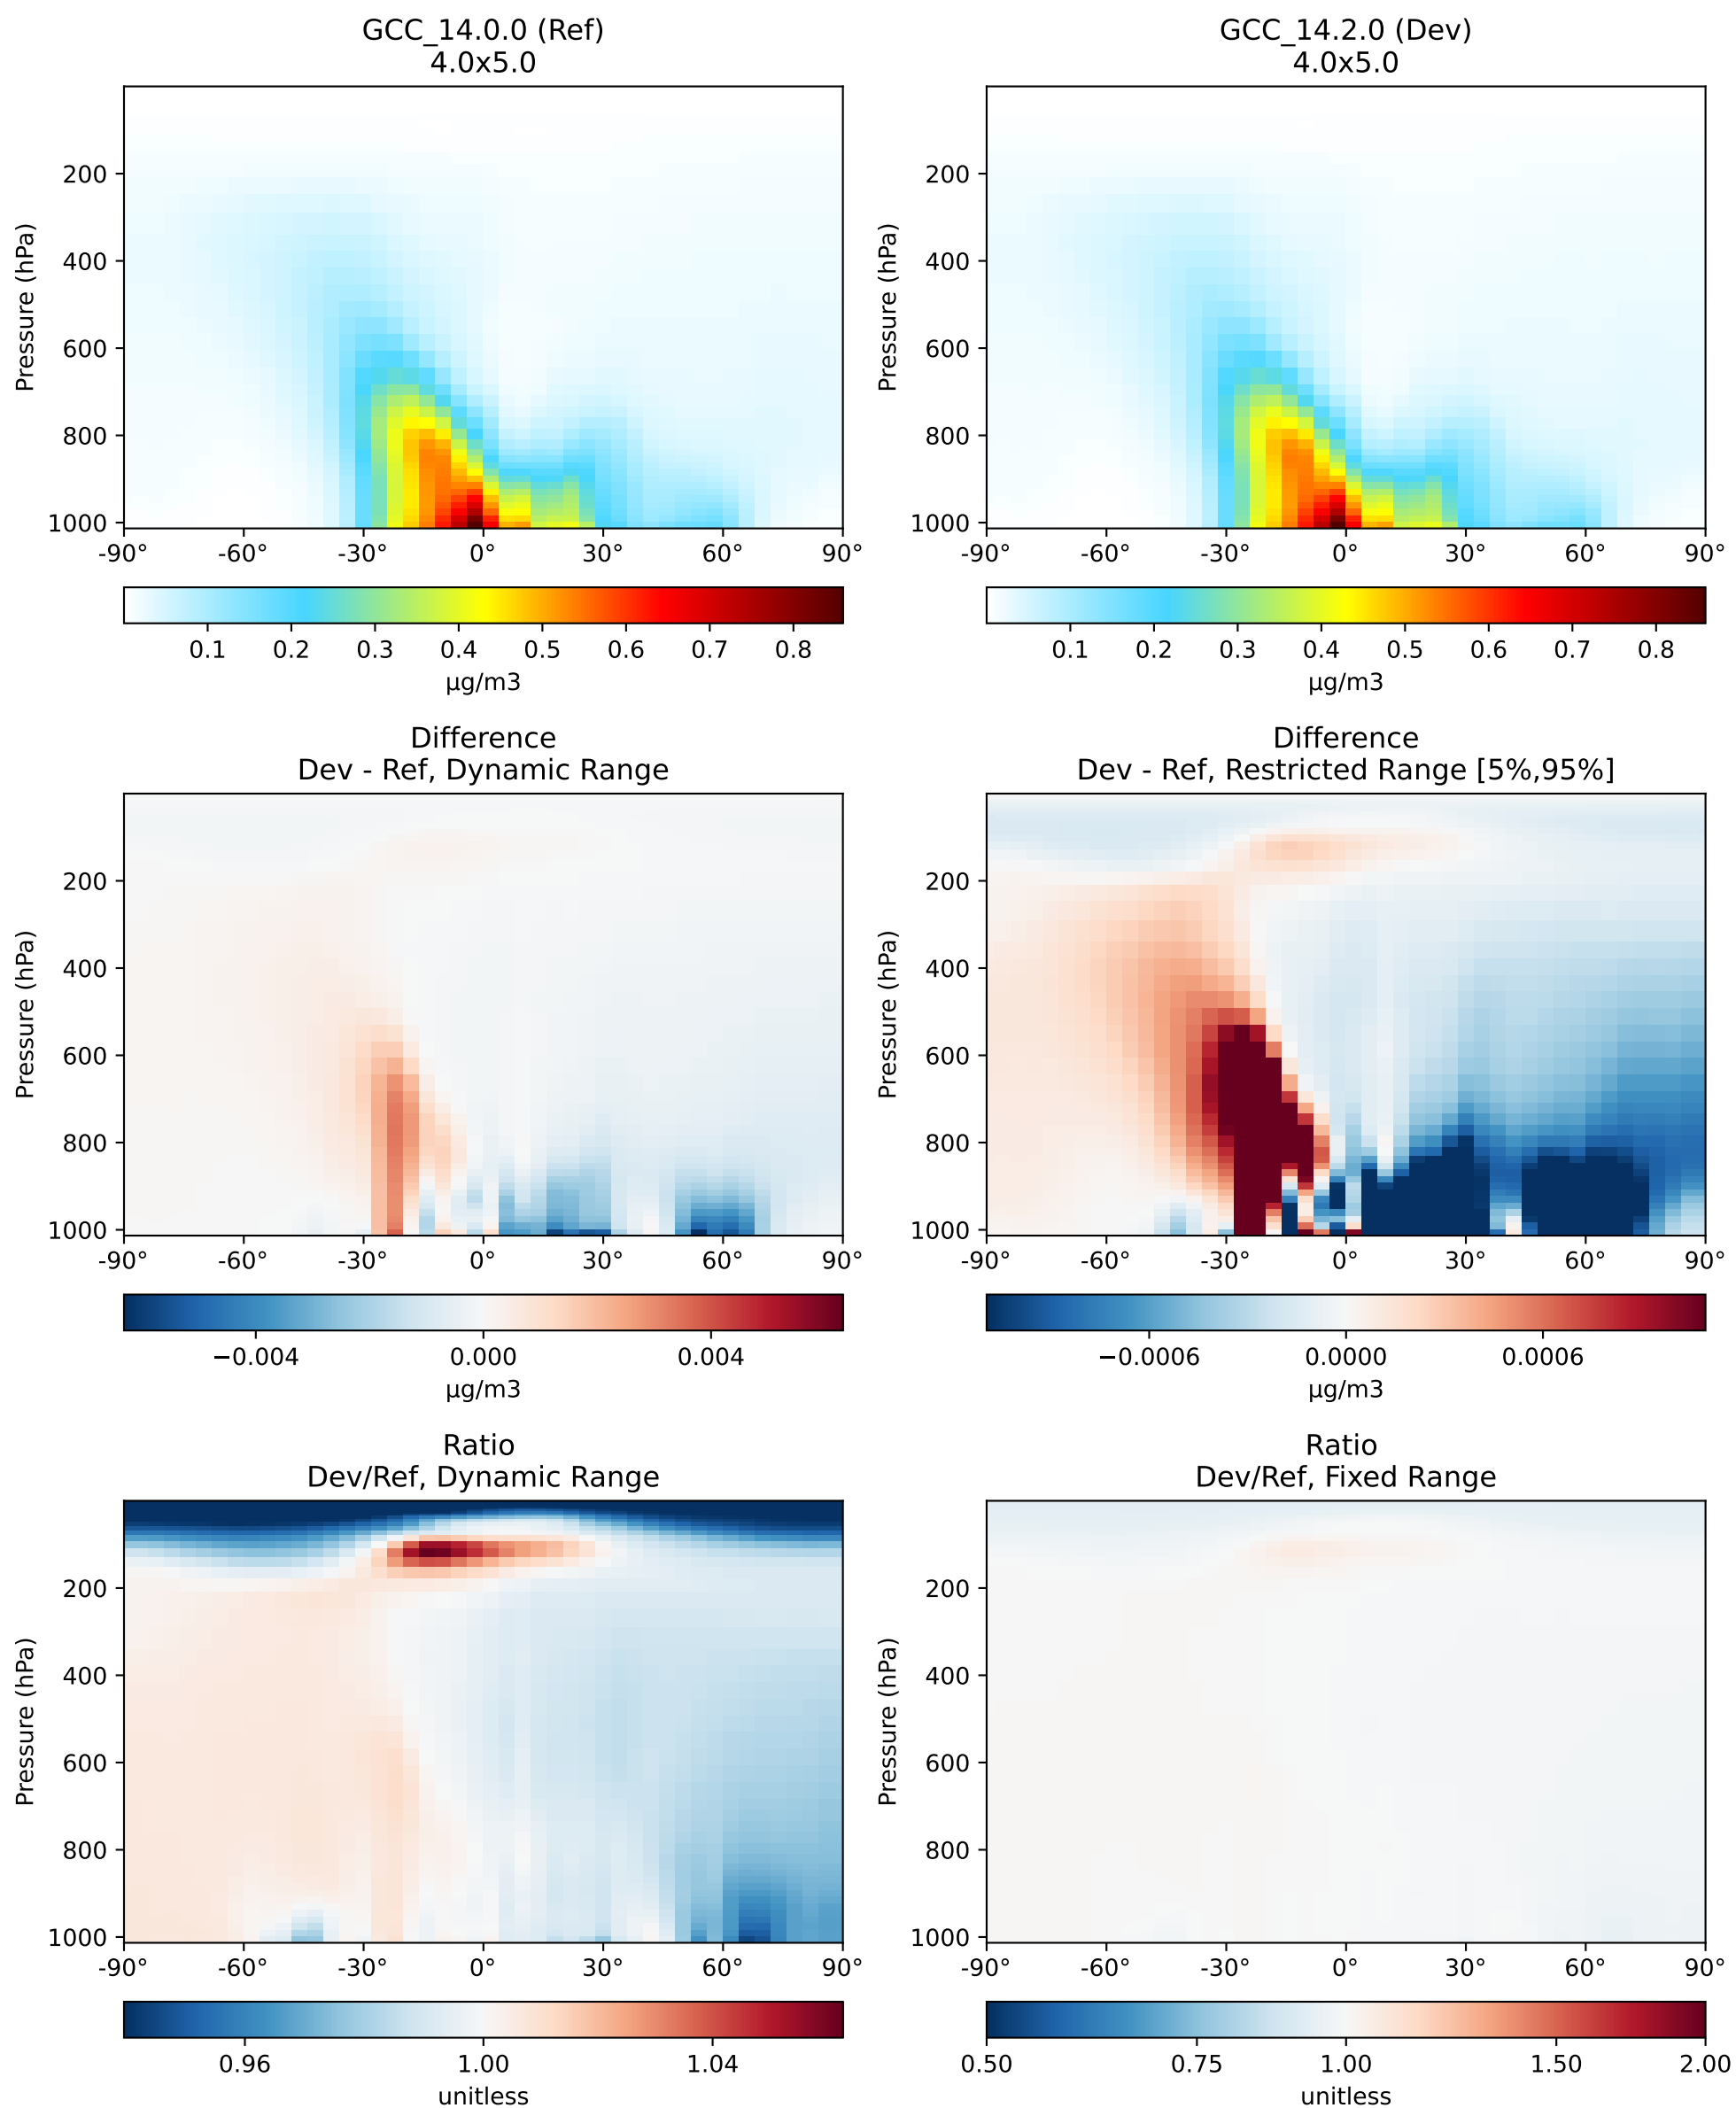 GCC_14.0.0 (Ref)
4.0x5.0
Pressure (hPa)
200
400
600
800
1000
-90° -60° -30° 0° 30° 60° 90°
0.1 0.2 0.3 0.4 0.5 0.6 0.7 0.8
μg/m3
GCC_14.2.0 (Dev)
4.0x5.0
Pressure (hPa)
200
400
600
800
1000
-90° -60° -30° 0° 30° 60° 90°
0.1 0.2 0.3 0.4 0.5 0.6 0.7 0.8
μg/m3
Difference
Dev - Ref, Dynamic Range
Pressure (hPa)
200
400
600
800
1000
-90° -60° -30° 0° 30° 60° 90°
−0.004 0.000 0.004
μg/m3
Difference
Dev - Ref, Restricted Range [5%,95%]
Pressure (hPa)
200
400
600
800
1000
-90° -60° -30° 0° 30° 60° 90°
−0.0006 0.0000 0.0006
μg/m3
Ratio
Dev/Ref, Dynamic Range
Pressure (hPa)
200
400
600
800
1000
-90° -60° -30° 0° 30° 60° 90°
0.96 1.00 1.04
unitless
Ratio
Dev/Ref, Fixed Range
Pressure (hPa)
200
400
600
800
1000
-90° -60° -30° 0° 30° 60° 90°
0.50 0.75 1.00 1.50 2.00
unitless